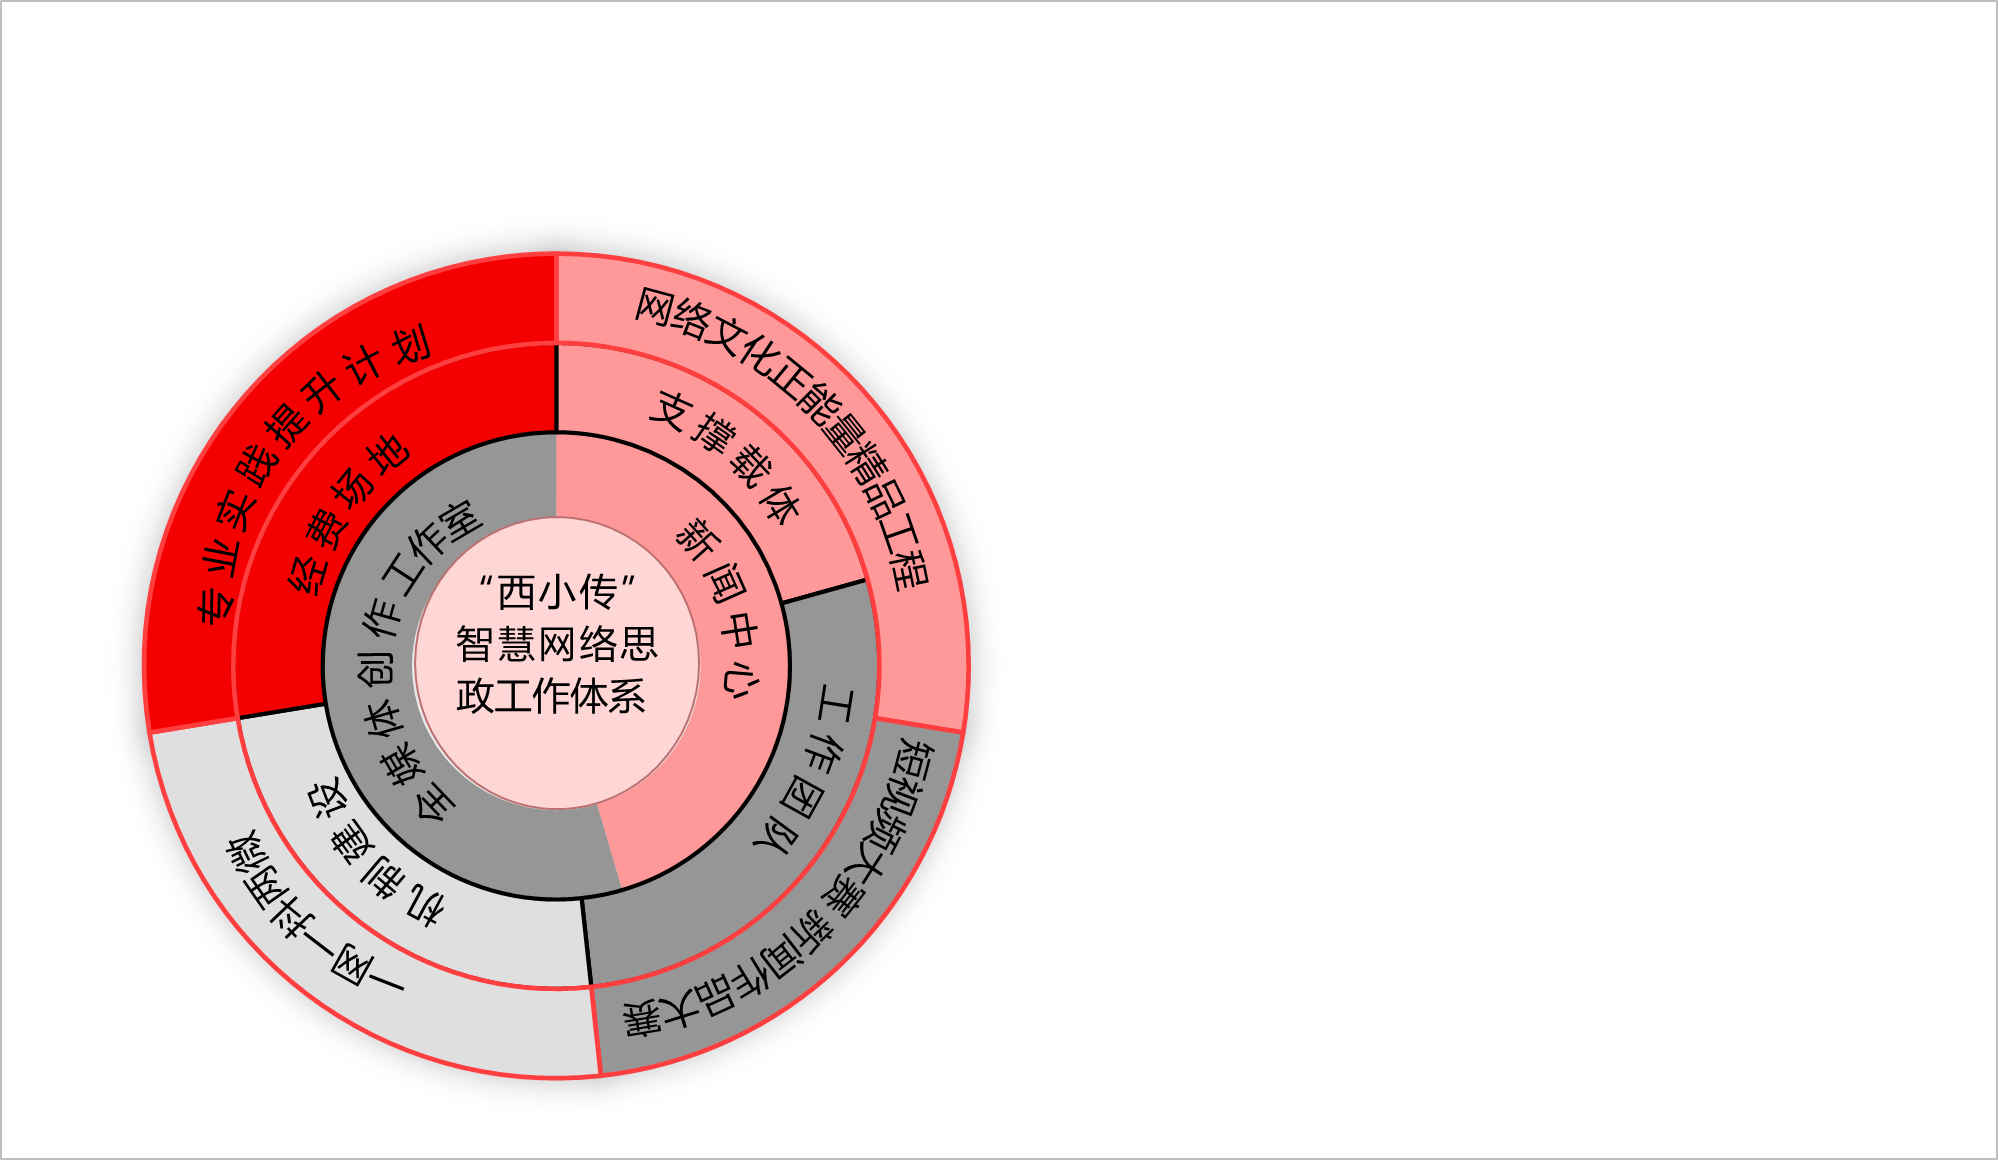 “西小传”
智慧网络思
政工作体系
新闻中心
全媒体创作工作室
支撑载体
工作团队
机制建设
经费场地
网络文化正能量精品工程
短视频大赛 新闻作品大赛
一网一抖两微
专业实践提升计划